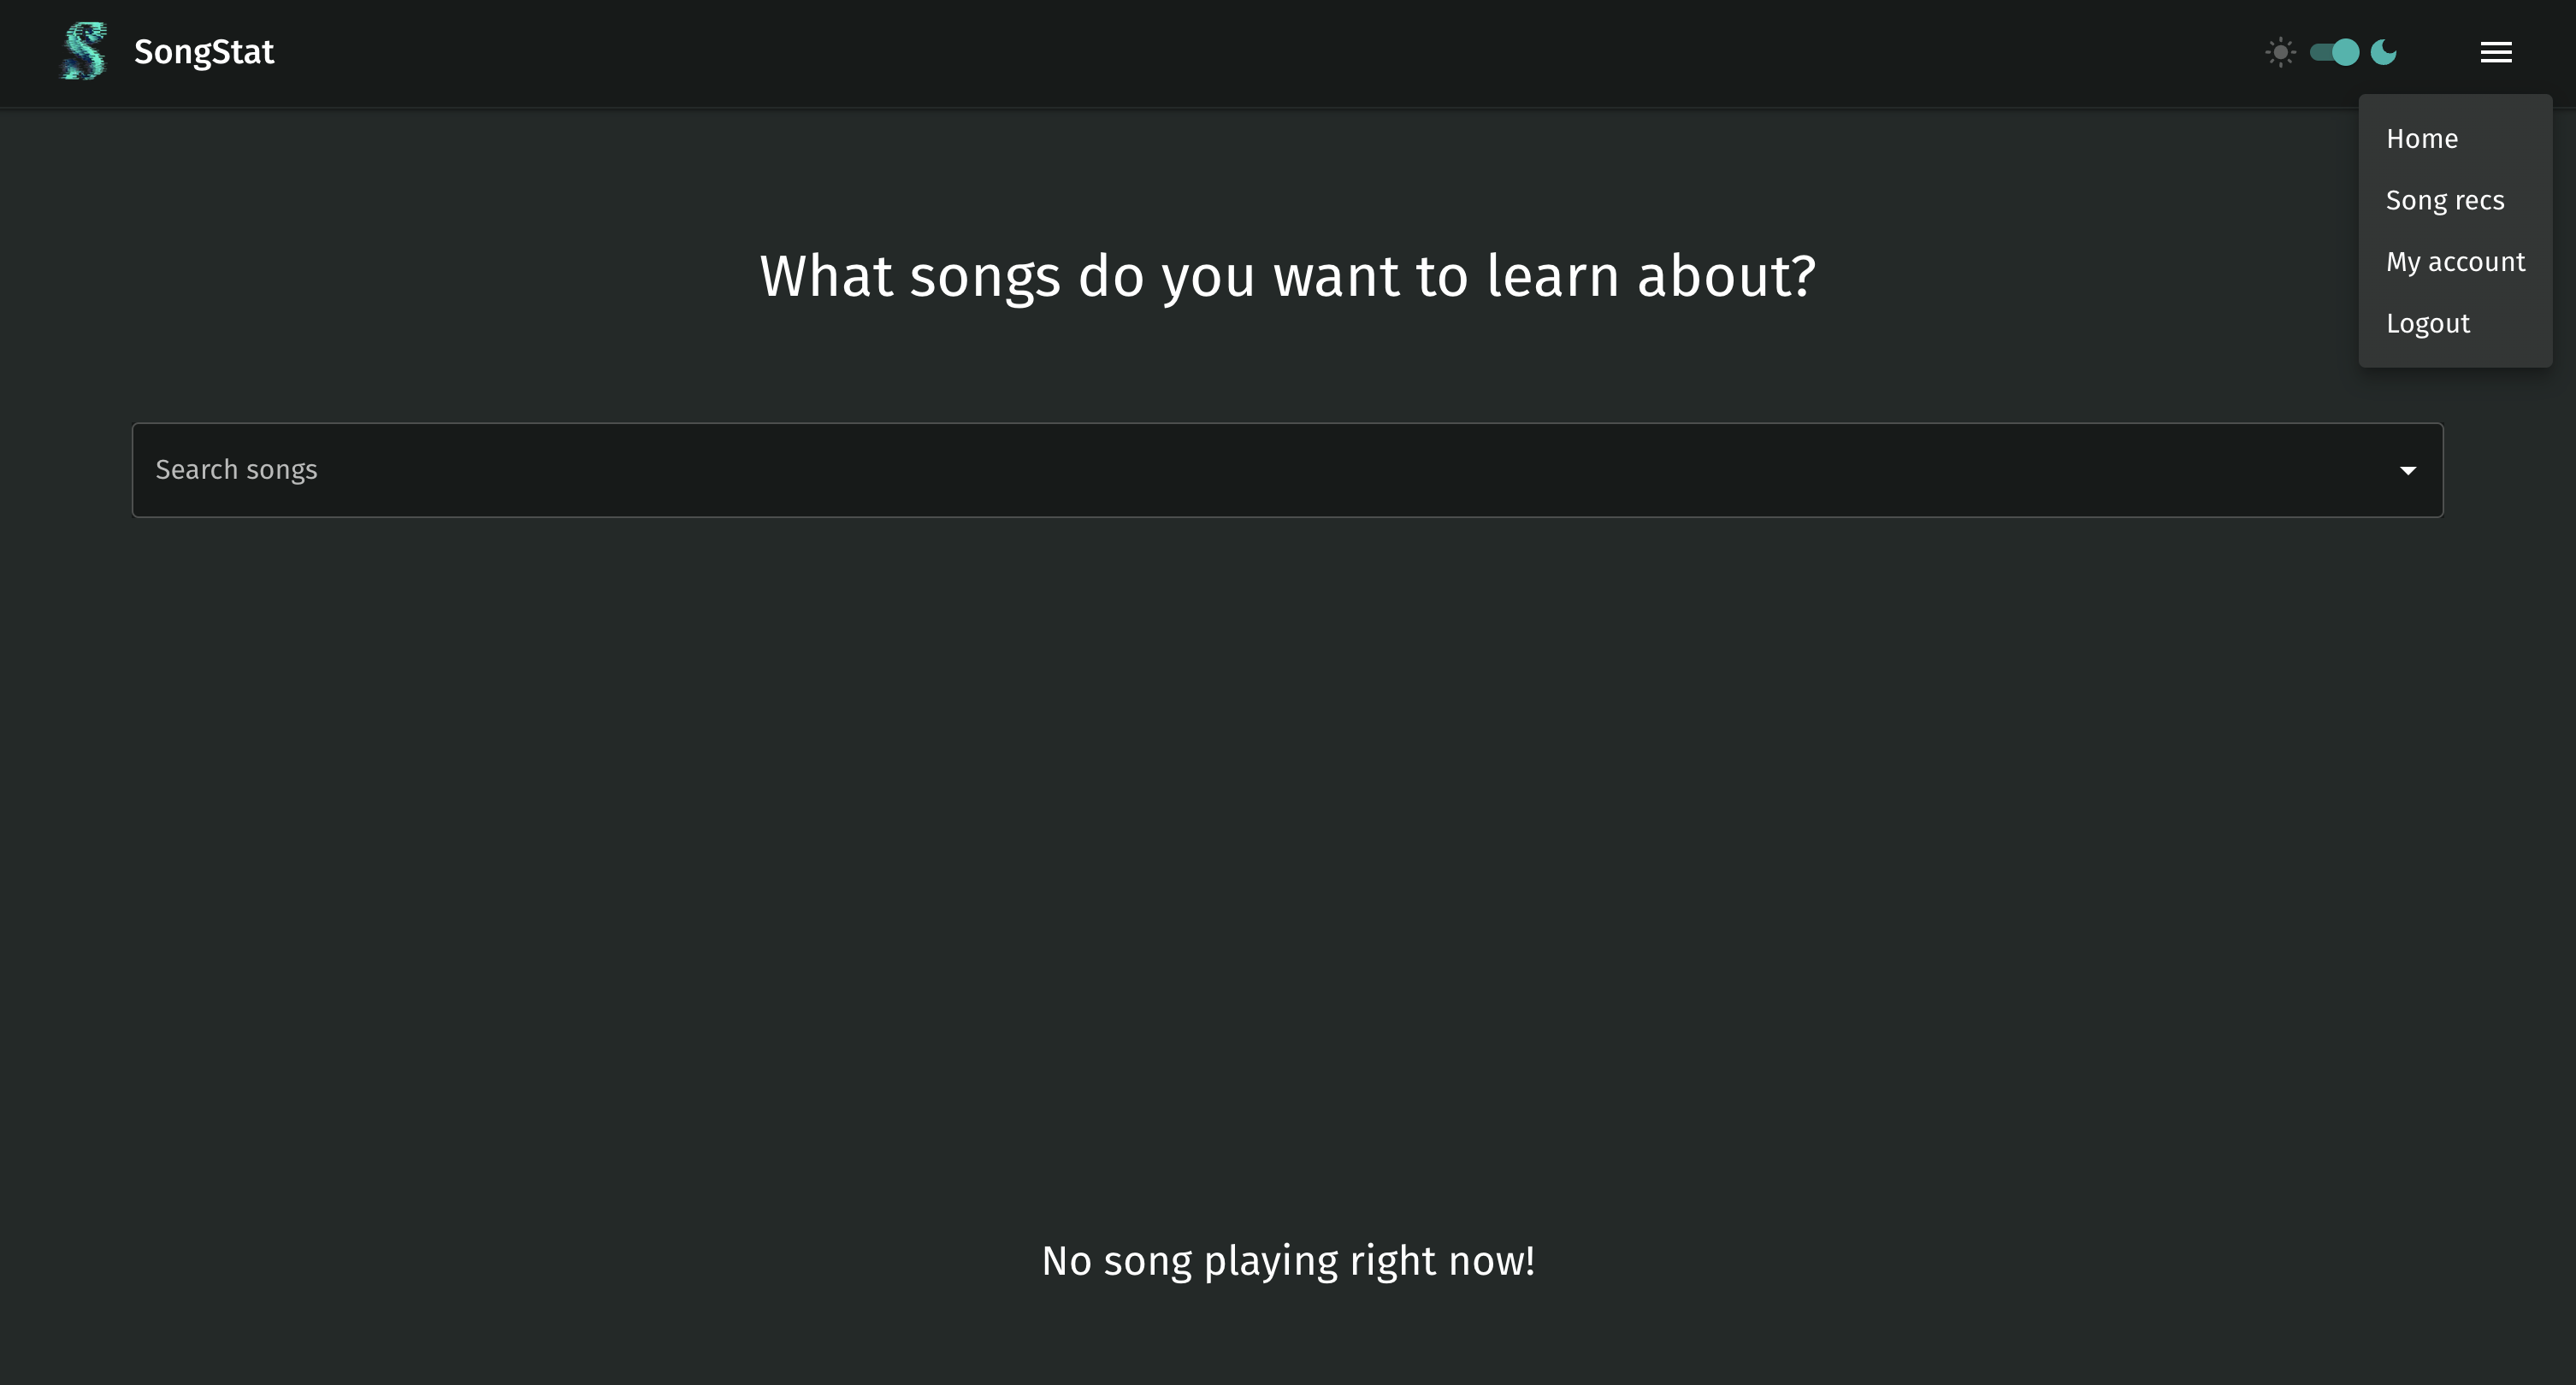 SongStat
Home
Song recs
My account
Logout
What songs do you want to learn about?
Search songs
No song playing right now!